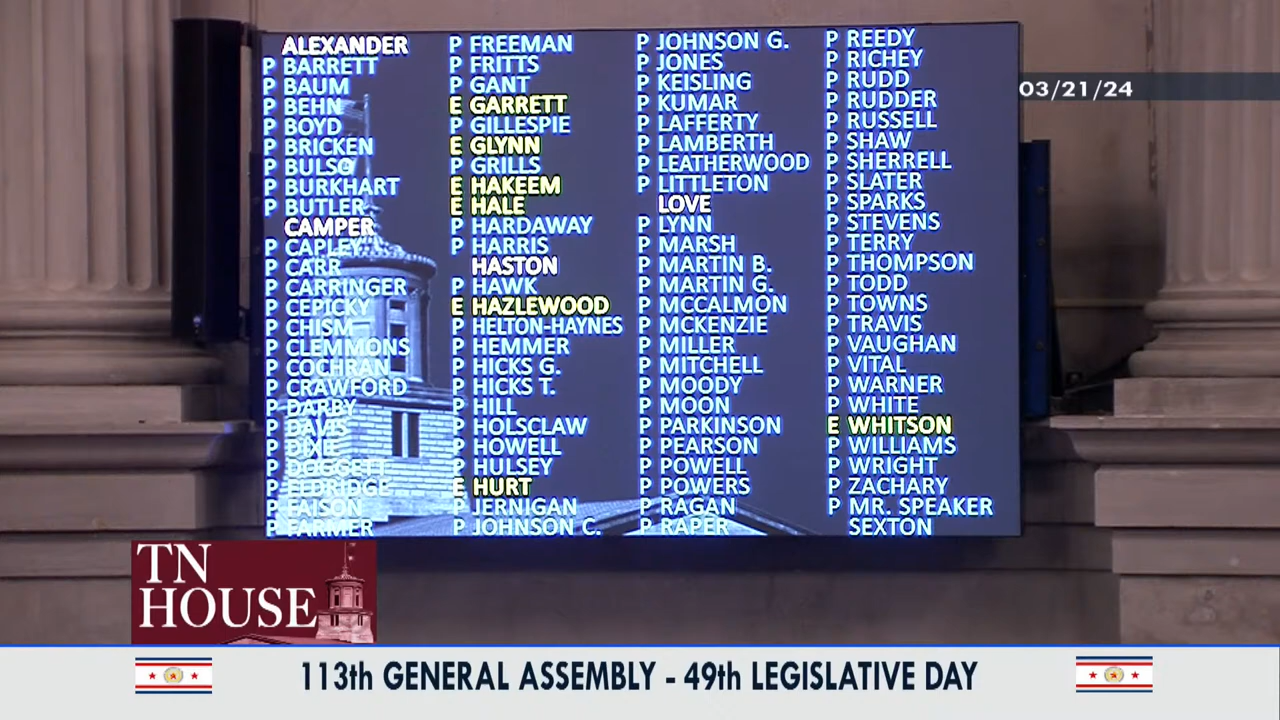 ALEXANDER
P BARRETT
P BAUM
P BEHN
P BOYD
P BRICKEN
P BULSO
P BURKHART
P BUTLER
CAMPER
P CAPLEY
P CARR
P CARRINGER
P CEPICKY
P CHISM
P CLEMMONS
P COCHRAN
P CRAWFORD
P DARBY
P DAVIS
P DIXIE
P DOGGETT
P ELDRIDGE
P FAISON
P FARMER
P FREEMAN
P FRITTS
P GANT
E GARRETT
P GILLESPIE
E GLYNN
P GRILLS
E HAKEEM
E HALE
P HARDAWAY
P HARRIS
HASTON
P HAWK
E HAZLEWOOD
P HELTON-HAYNES
P HEMMER
P HICKS G.
P HICKS T.
P HILL
P HOLSCLAW
P HOWELL
P HULSEY
E HURT
P JERNIGAN
P JOHNSON C.
P JOHNSON G.
P JONES
P KEISLING
P KUMAR
P LAFFERTY
P LAMBERTH
P LEATHERWOOD
P LITTLETON
LOVE
P LYNN
P MARSH
P MARTIN B.
P MARTIN G.
P MCCALMON
P MCKENZIE
P MILLER
P MITCHELL
P MOODY
P MOON
P PARKINSON
P PEARSON
P POWELL
P POWERS
P RAGAN
P RAPER
P REEDY
P RICHEY
P RUDD
P RUDDER
P RUSSELL
P SHAW
P SHERRELL
P SLATER
P SPARKS
P STEVENS
P TERRY
P THOMPSON
P TODD
P TOWNS
P TRAVIS
P VAUGHAN
P VITAL
P WARNER
P WHITE
E WHITSON
P WILLIAMS
P WRIGHT
P ZACHARY
P MR. SPEAKER
SEXTON
03/21/24
TN
HOUSE
113th GENERAL ASSEMBLY - 49th LEGISLATIVE DAY